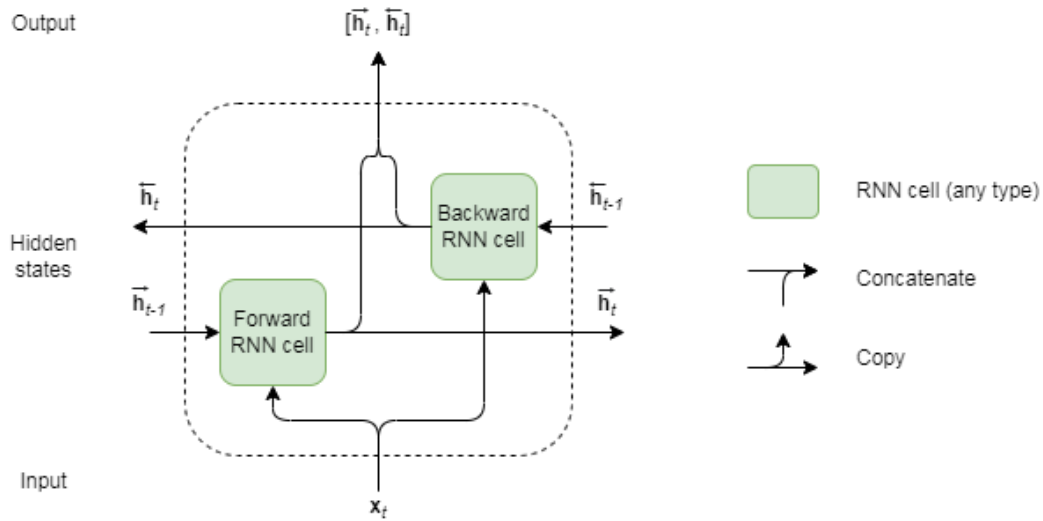 Output
[h⃗t , h⃖t]
h⃖t
Backward
RNN cell
h⃖t-1
RNN cell (any type)
Hidden
states
Concatenate
h⃗t-1
Forward
RNN cell
h⃗t
Copy
Input
xt